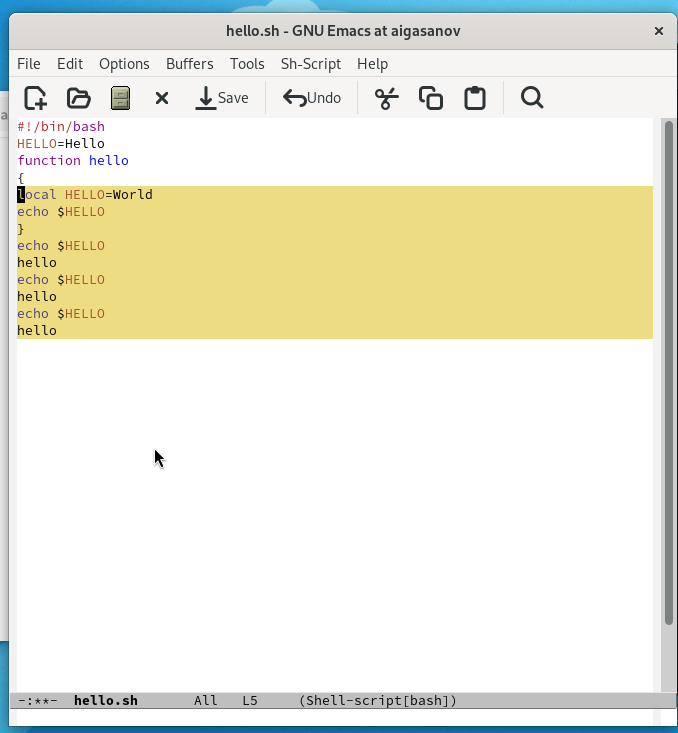 hello.sh - GNU Emacs at aigasanov ×
File Edit Options Buffers Tools Sh-Script Help
Save Undo
#!/bin/bash
HELLO=Hello
function hello
{
local HELLO=World
echo $HELLO
}
echo $HELLO
hello
echo $HELLO
hello
echo $HELLO
hello
-:**- hello.sh All L5 (Shell-script[bash])